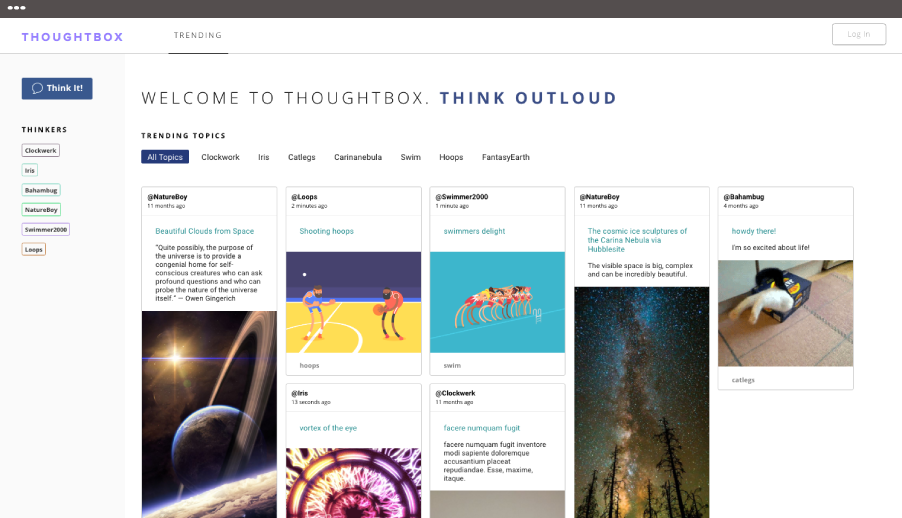 THOUGHTBOX
TRENDING
Log in
Think It!
THINKERS
Clockwerk
Iris
Bahambug
NatureBoy
Swimmer2000
Loops
WELCOME TO THOUGHTBOX. THINK OUTLOUD
TRENDING TOPICS
All Topics Clockwork Iris Catlegs Carinanebula Swim Hoops FantasyEarth
@NatureBoy
11 months ago
Beautiful Clouds from Space
"Quite possibly, the purpose of
the universe is to provide a
congenial home for self-
conscious creatures who can ask
profound questions and who can
probe the nature of the universe
itself." — Owen Gingerich
@Loops
2 minutes ago
Shooting hoops
hoops
@Iris
13 seconds ago
vortex of the eye
@Swimmer2000
1 minute ago
swimmers delight
swim
@Clockwerk
11 months ago
facere numquam fugit
facere numquam fugit inventore
modi sapiente doloremque
accusantium placeat
repudiandae. Esse, maxime,
itaque.
@NatureBoy
11 months ago
The cosmic ice sculptures of
the Carina Nebula via
Hubblesite
The visible space is big, complex
and can be incredibly beautiful.
@Bahambug
4 months ago
howdy there!
I'm so excited about life!
catlegs